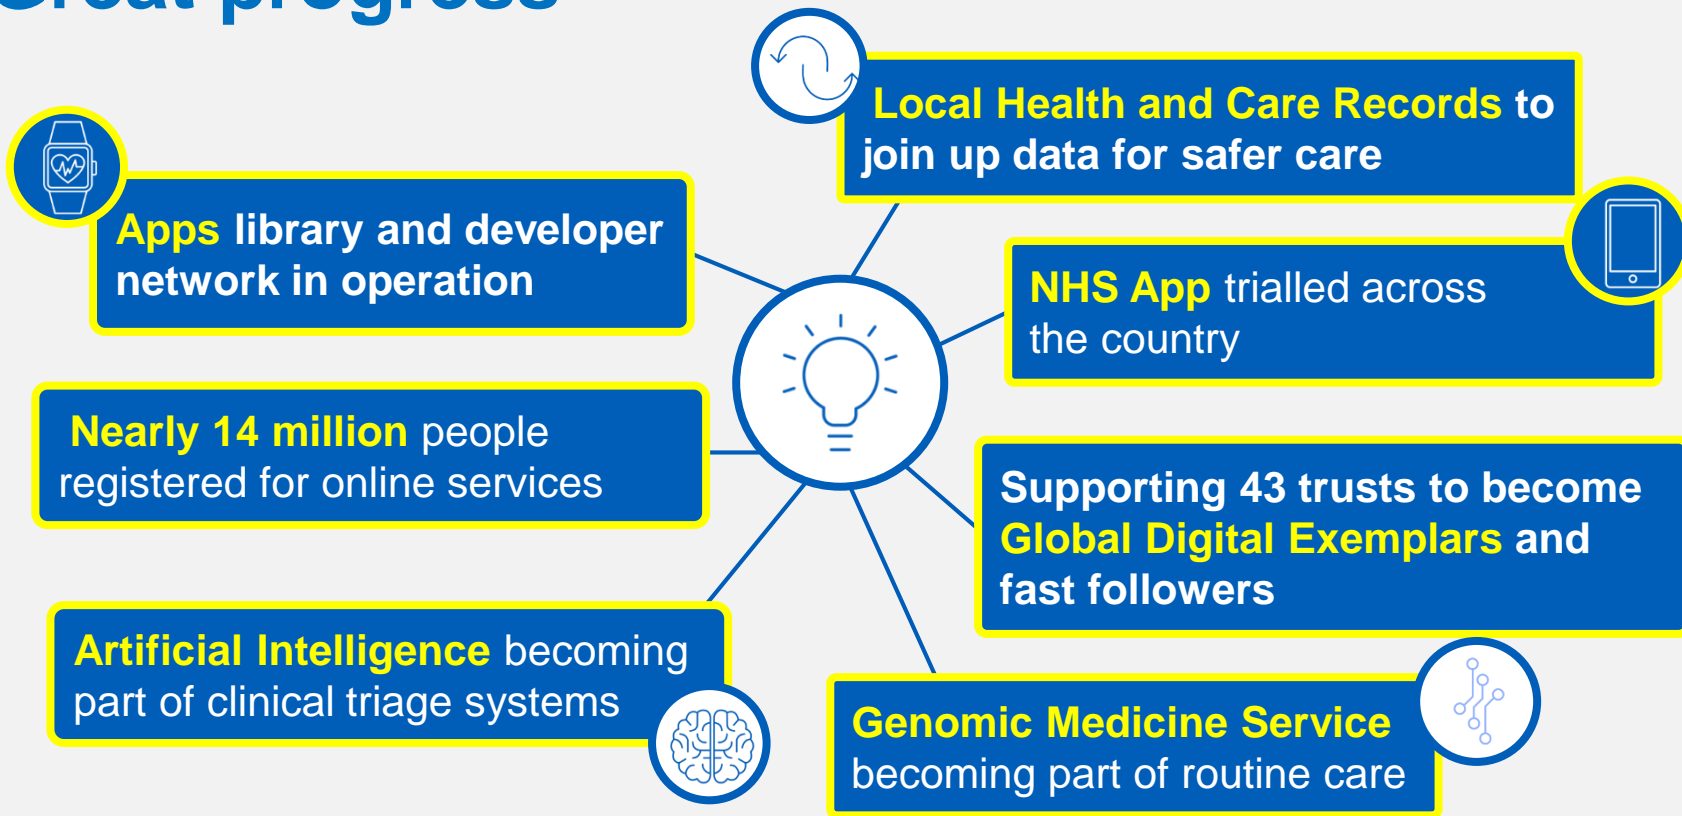 Great progress
Local Health and Care Records to
join up data for safer care
Apps library and developer
network in operation
NHS App trialled across
the country
Nearly 14 million people
registered for online services
Supporting 43 trusts to become
Global Digital Exemplars and
fast followers
Artificial Intelligence becoming
part of clinical triage systems
Genomic Medicine Service
becoming part of routine care